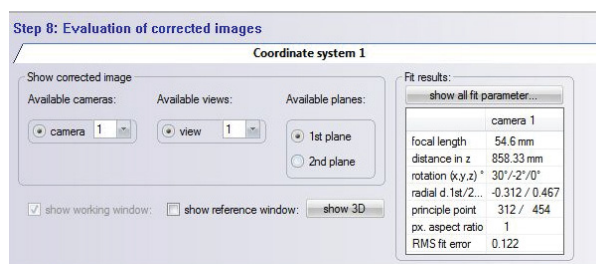 Step 8: Evaluation of corrected images
Coordinate system 1
Show corrected image
Available cameras: Available views: Available planes:
camera 1 view 1 1st plane
2nd plane
show working window: show reference window: show 3D
Fit results:
show all fit parameter...
camera 1
focal length 54.6 mm
distance in z 858.33 mm
rotation (x,y,z) ° 30°/-2°/0°
radial d.1st/2... -0.312 / 0.467
principle point 312 / 454
px. aspect ratio 1
RMS fit error 0.122